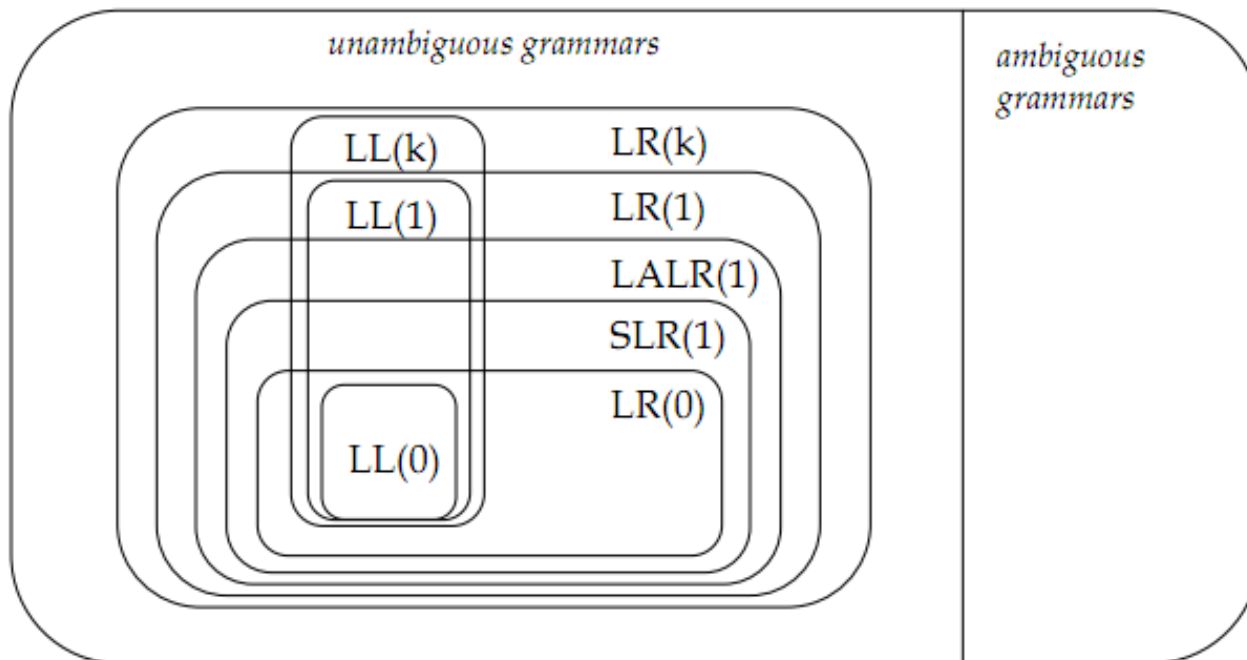 unambiguous grammars
ambiguous
grammars
LL(k)
LR(k)
LL(1)
LR(1)
LALR(1)
SLR(1)
LR(0)
LL(0)